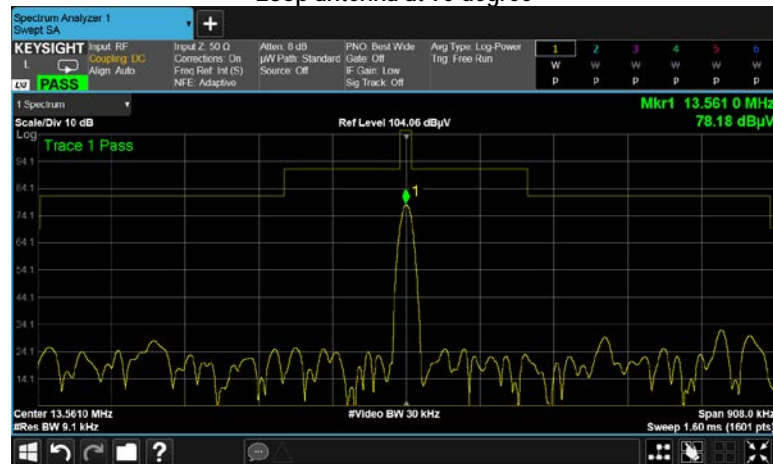 Loop antenna at 10 degree
Spectrum Analyzer 1
Swept SA
+
KEYSIGHT
L
LXI PASS
Input: RF
Coupling: DC
Align: Auto
Input Z: 50 Ω
Corrections: On
Freq Ref: Int (S)
NFE: Adaptive
Atten: 8 dB
µW Path: Standard
Source: Off
PNO: Best Wide
Gate: Off
IF Gain: Low
Sig Track: Off
Avg Type: Log-Power
Trig: Free Run
1 2 3 4 5 6
W W W W W W
P P P P P P
1 Spectrum
Scale/Div 10 dB
Ref Level 104.06 dBµV
Mkr1 13.561 0 MHz
78.18 dBµV
Log
Trace 1 Pass
94.1
84.1
1
74.1
64.1
54.1
44.1
34.1
24.1
14.1
Center 13.5610 MHz
#Video BW 30 kHz
Span 908.0 kHz
#Res BW 9.1 kHz
Sweep 1.60 ms (1601 pts)
?